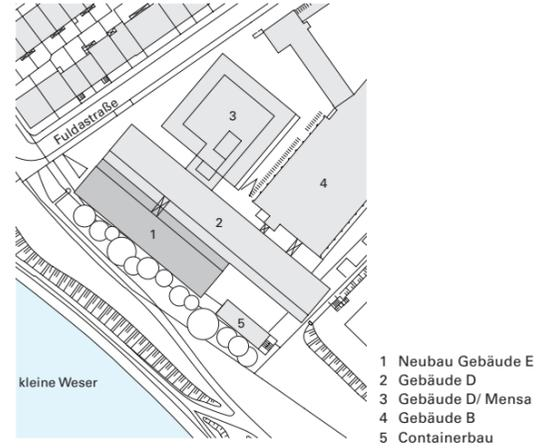 Fuldastraße
3
4
2
1
5
kleine Weser
1 Neubau Gebäude E
2 Gebäude D
3 Gebäude D/ Mensa
4 Gebäude B
5 Containerbau